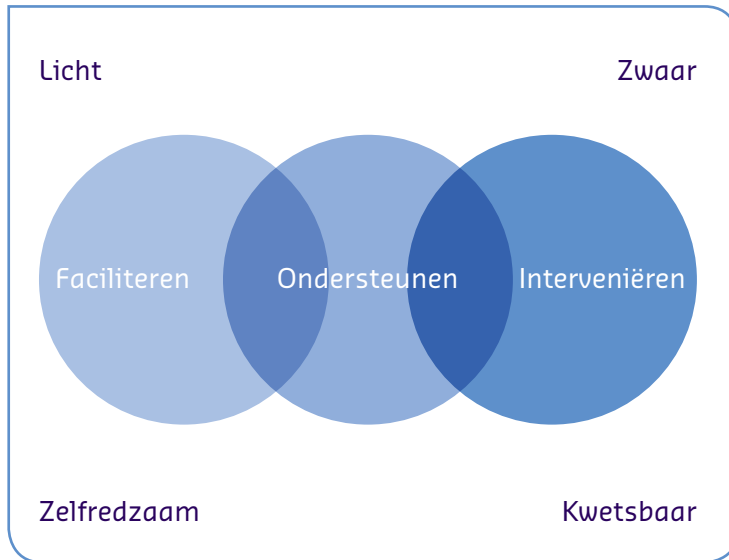 Licht
Zwaar
Faciliteren
Ondersteunen
Interveniëren
Zelfredzaam
Kwetsbaar